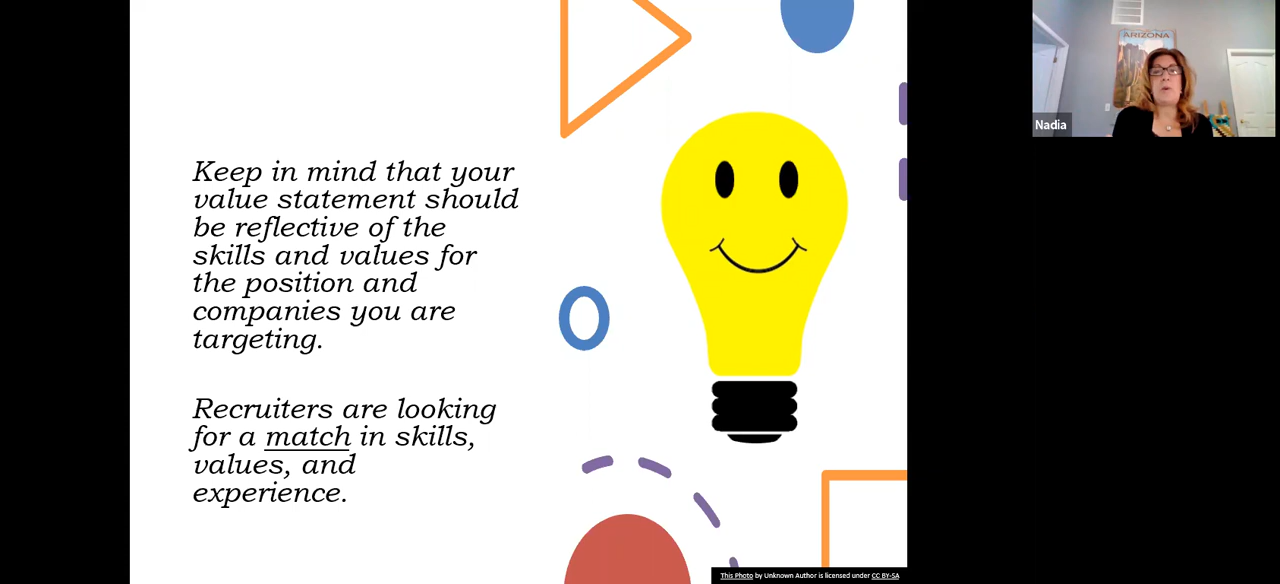 Keep in mind that your
value statement should
be reflective of the
skills and values for
the position and
companies you are
targeting.
Recruiters are looking
for a match in skills,
values, and
experience.
This Photo by Unknown Author is licensed under CC BY-SA
ARIZONA
Nadia